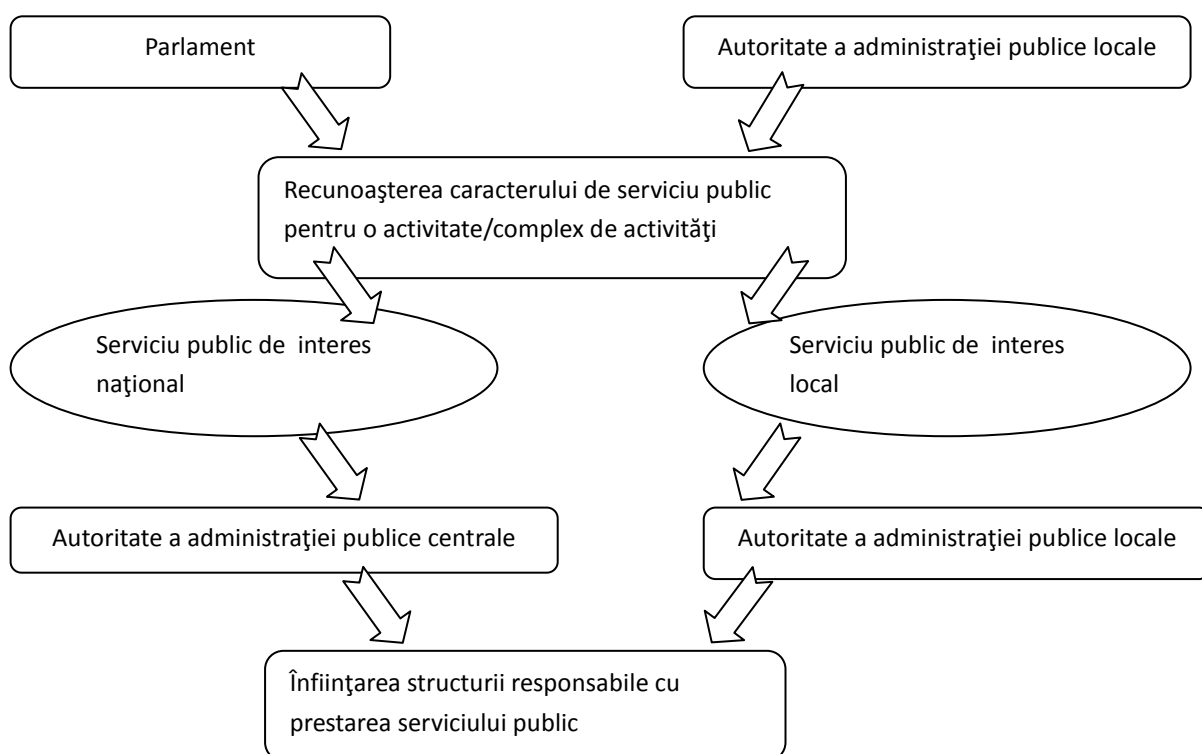 Parlament
Autoritate a administraţiei publice locale
Recunoaşterea caracterului de serviciu public
pentru o activitate/complex de activităţi
Serviciu public de interes
naţional
Serviciu public de interes
local
Autoritate a administraţiei publice centrale
Autoritate a administraţiei publice locale
Înfiinţarea structurii responsabile cu
prestarea serviciului public